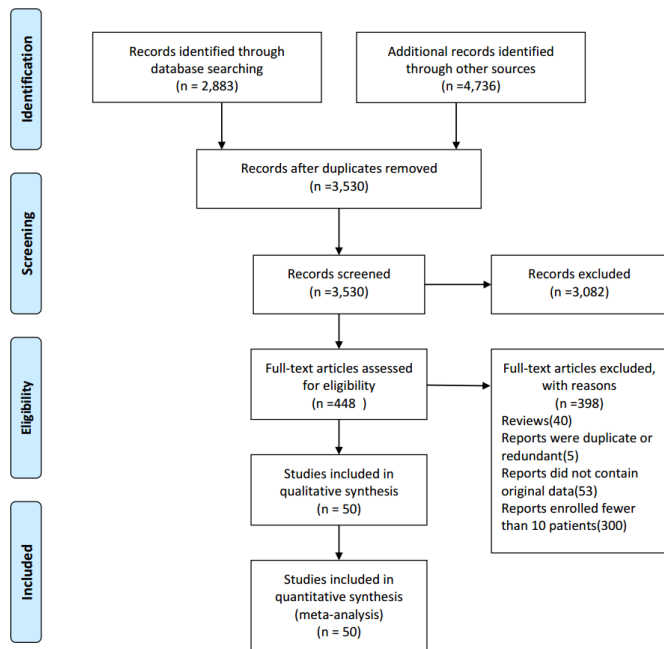 Identification
Records identified through
database searching
(n = 2,883)
Additional records identified
through other sources
(n =4,736)
Records after duplicates removed
(n =3,530)
Screening
Records screened
(n =3,530)
Records excluded
(n =3,082)
Eligibility
Full-text articles assessed
for eligibility
(n =448  )
Full-text articles excluded,
with reasons
(n =398)
Reviews(40)
Reports were duplicate or
redundant(5)
Reports did not contain
original data(53)
Reports enrolled fewer
than 10 patients(300)
Studies included in
qualitative synthesis
(n = 50)
Included
Studies included in
quantitative synthesis
(meta-analysis)
(n = 50)